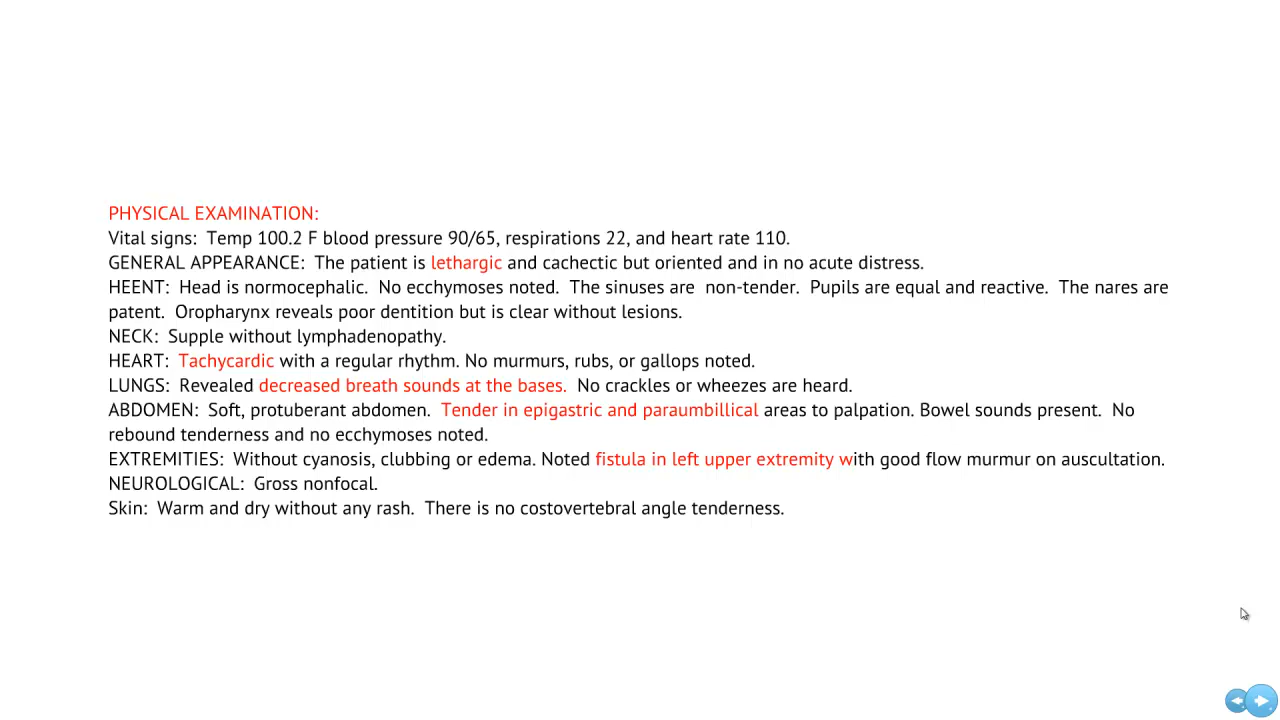 PHYSICAL EXAMINATION:
Vital signs:  Temp 100.2 F blood pressure 90/65, respirations 22, and heart rate 110.
GENERAL APPEARANCE:  The patient is lethargic and cachectic but oriented and in no acute distress.
HEENT:  Head is normocephalic.  No ecchymoses noted.  The sinuses are  non-tender.  Pupils are equal and reactive.  The nares are
patent.  Oropharynx reveals poor dentition but is clear without lesions.
NECK:  Supple without lymphadenopathy.
HEART:  Tachycardic with a regular rhythm. No murmurs, rubs, or gallops noted.
LUNGS:  Revealed decreased breath sounds at the bases.  No crackles or wheezes are heard.
ABDOMEN:  Soft, protuberant abdomen.  Tender in epigastric and paraumbillical areas to palpation. Bowel sounds present.  No
rebound tenderness and no ecchymoses noted.
EXTREMITIES:  Without cyanosis, clubbing or edema. Noted fistula in left upper extremity with good flow murmur on auscultation.
NEUROLOGICAL:  Gross nonfocal.
Skin:  Warm and dry without any rash.  There is no costovertebral angle tenderness.